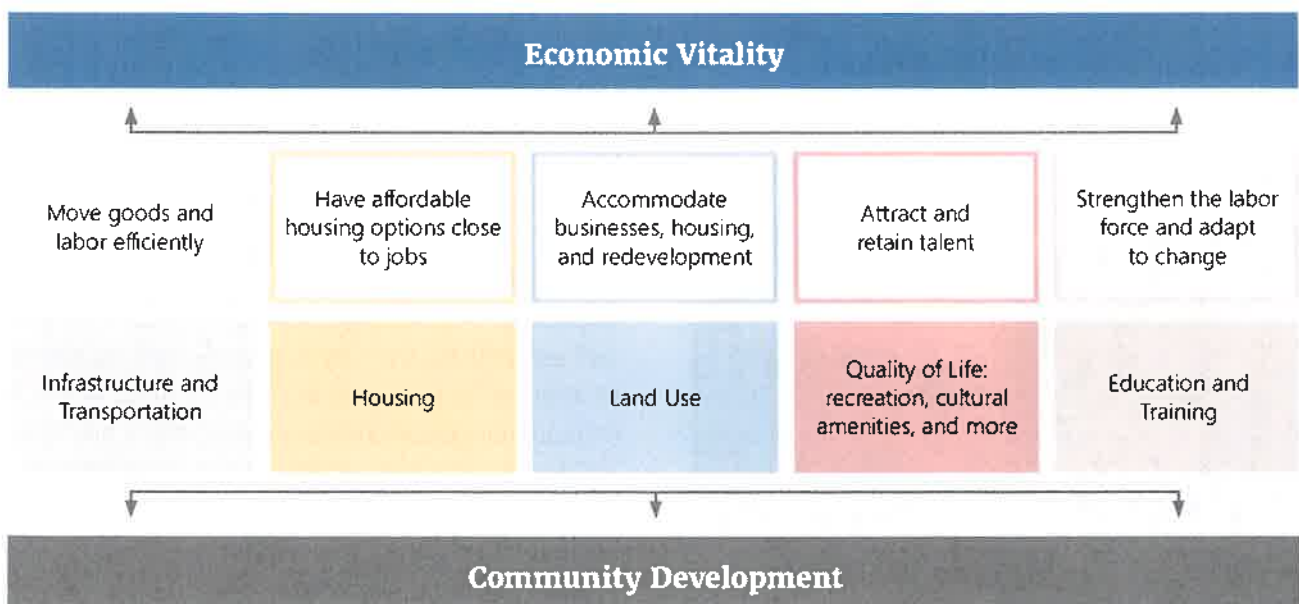 Economic Vitality
Move goods and
labor efficiently
Have affordable
housing options close
to jobs
Accommodate
businesses, housing,
and redevelopment
Attract and
retain talent
Strengthen the labor
force and adapt
to change
Infrastructure and
Transportation
Housing
Land Use
Quality of Life:
recreation, cultural
amenities, and more
Education and
Training
Community Development